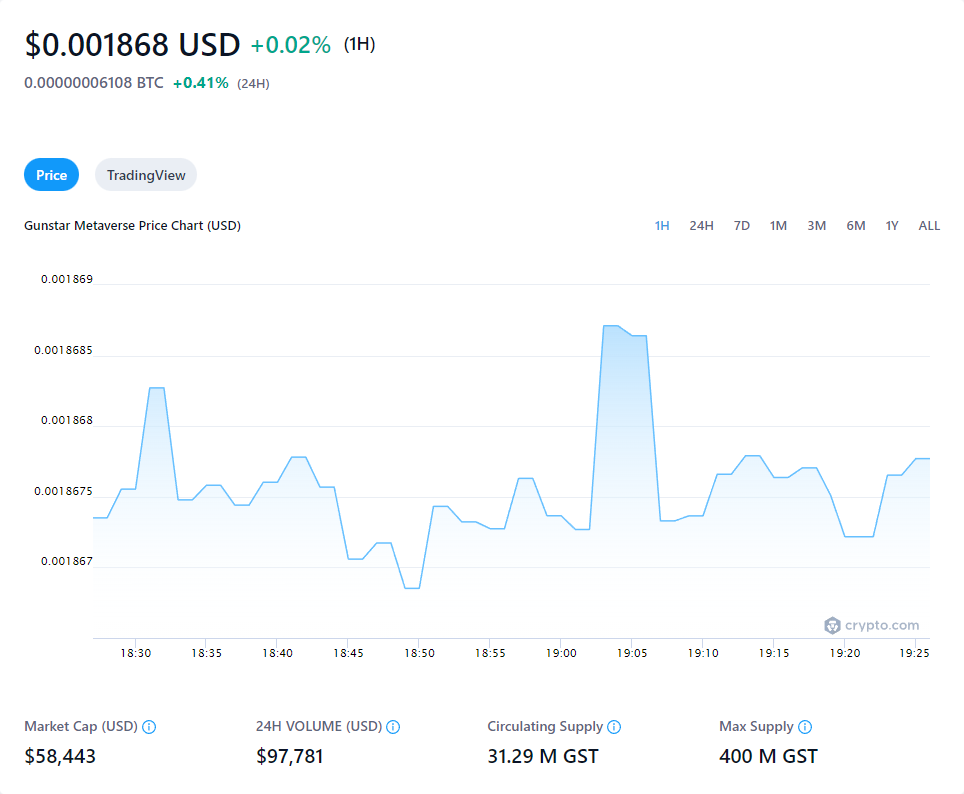 $0.001868 USD +0.02% (1H)
0.00000006108 BTC +0.41% (24H)
Price TradingView
Gunstar Metaverse Price Chart (USD) 1H 24H 7D 1M 3M 6M 1Y ALL
0.001869
0.0018685
0.001868
0.0018675
0.001867
crypto.com
18:30 18:35 18:40 18:45 18:50 18:55 19:00 19:05 19:10 19:15 19:20 19:25
Market Cap (USD) 24H VOLUME (USD) Circulating Supply Max Supply
$58,443 $97,781 31.29 M GST 400 M GST